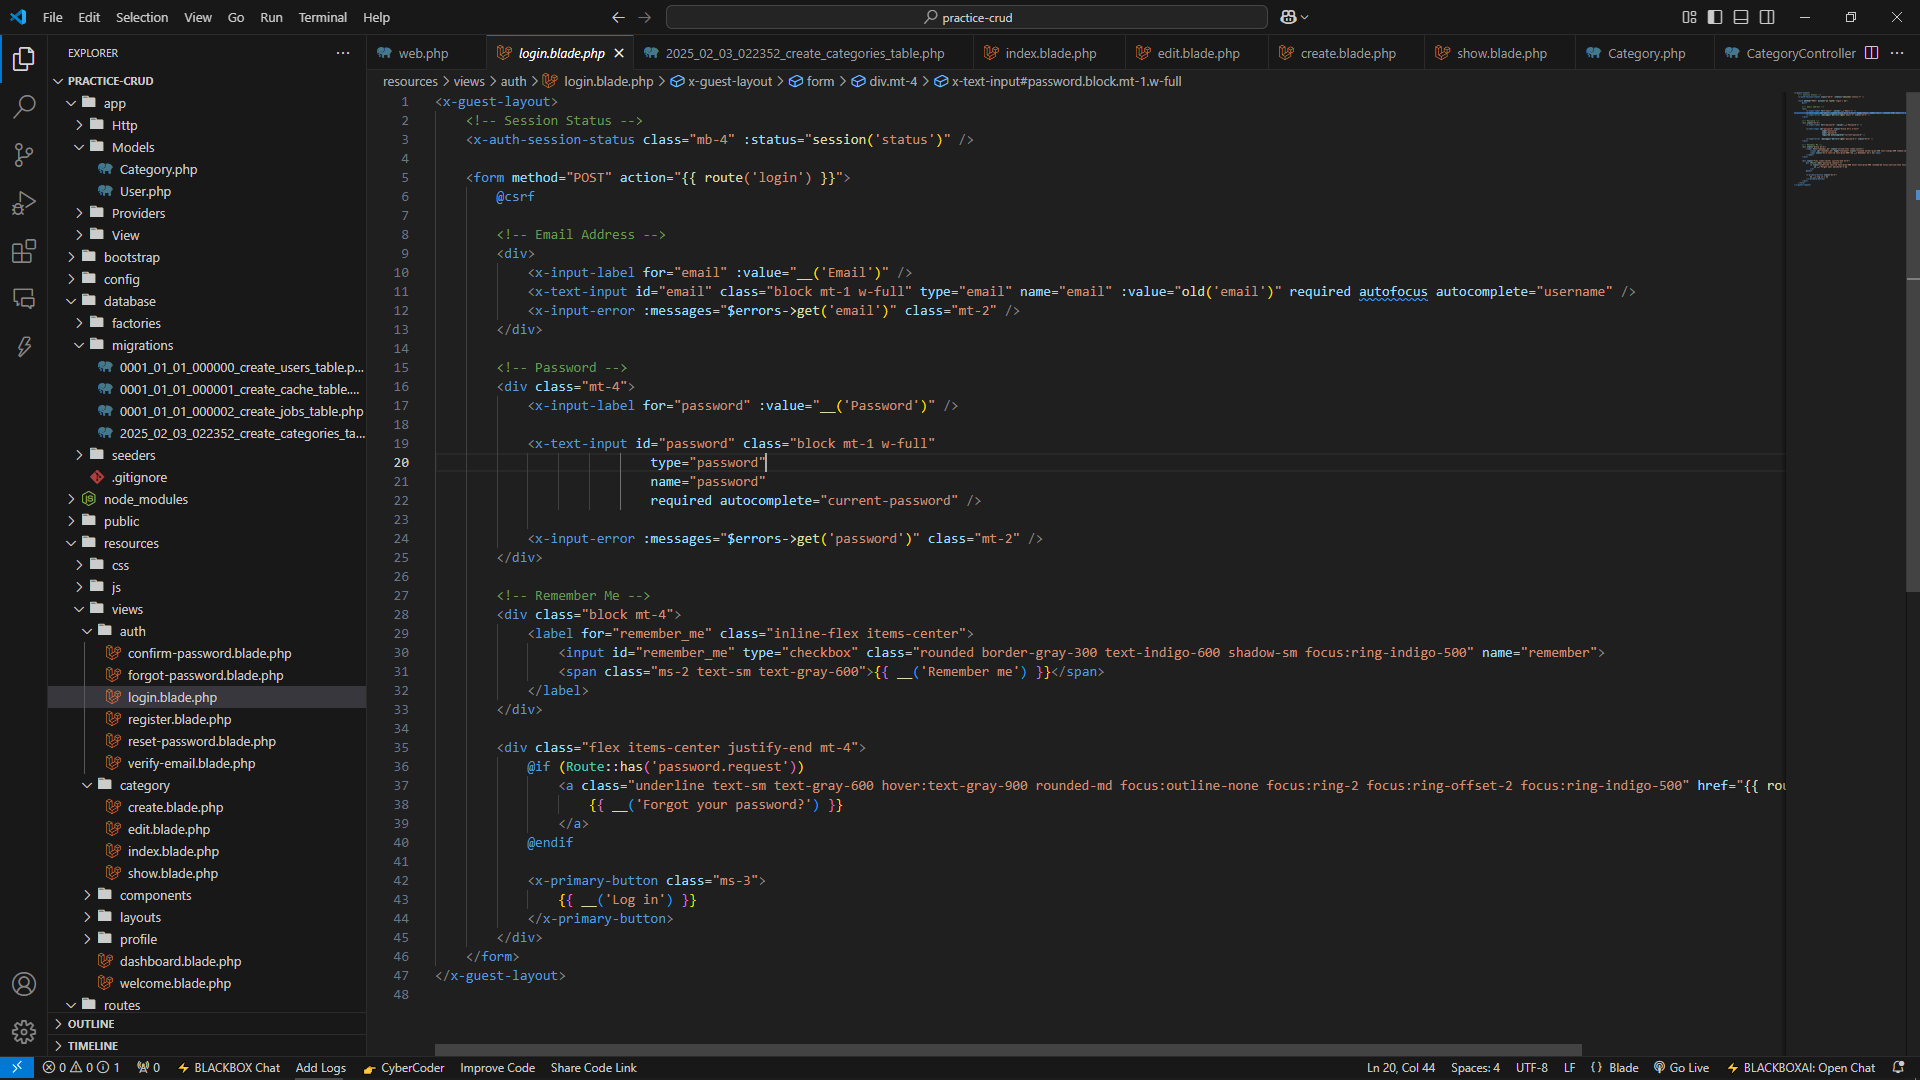 File Edit Selection View Go Run Terminal Help
practice-crud
EXPLORER
PRACTICE-CRUD
app
Http
Models
Category.php
User.php
Providers
View
bootstrap
config
database
factories
migrations
0001_01_01_000000_create_users_table.p...
0001_01_01_000001_create_cache_table....
0001_01_01_000002_create_jobs_table.php
2025_02_03_022352_create_categories_ta...
seeders
.gitignore
node_modules
public
resources
css
js
views
auth
confirm-password.blade.php
forgot-password.blade.php
login.blade.php
register.blade.php
reset-password.blade.php
verify-email.blade.php
category
create.blade.php
edit.blade.php
index.blade.php
show.blade.php
components
layouts
profile
dashboard.blade.php
welcome.blade.php
routes
OUTLINE
TIMELINE
web.php login.blade.php 2025_02_03_022352_create_categories_table.php index.blade.php edit.blade.php create.blade.php show.blade.php Category.php CategoryController
resources > views > auth > login.blade.php > x-guest-layout > form > div.mt-4 > x-text-input#password.block.mt-1.w-full
1 <x-guest-layout>
2 <!-- Session Status -->
3 <x-auth-session-status class="mb-4" :status="session('status')" />
4
5 <form method="POST" action="{{ route('login') }}">
6 @csrf
7
8 <!-- Email Address -->
9 <div>
10 <x-input-label for="email" :value="__('Email')" />
11 <x-text-input id="email" class="block mt-1 w-full" type="email" name="email" :value="old('email')" required autofocus autocomplete="username" />
12 <x-input-error :messages="$errors->get('email')" class="mt-2" />
13 </div>
14
15 <!-- Password -->
16 <div class="mt-4">
17 <x-input-label for="password" :value="__('Password')" />
18
19 <x-text-input id="password" class="block mt-1 w-full"
20 type="password"
21 name="password"
22 required autocomplete="current-password" />
23
24 <x-input-error :messages="$errors->get('password')" class="mt-2" />
25 </div>
26
27 <!-- Remember Me -->
28 <div class="block mt-4">
29 <label for="remember_me" class="inline-flex items-center">
30 <input id="remember_me" type="checkbox" class="rounded border-gray-300 text-indigo-600 shadow-sm focus:ring-indigo-500" name="remember">
31 <span class="ms-2 text-sm text-gray-600">{{ __('Remember me') }}</span>
32 </label>
33 </div>
34
35 <div class="flex items-center justify-end mt-4">
36 @if (Route::has('password.request'))
37 <a class="underline text-sm text-gray-600 hover:text-gray-900 rounded-md focus:outline-none focus:ring-2 focus:ring-offset-2 focus:ring-indigo-500" href="{{ rou
38 {{ __('Forgot your password?') }}
39 </a>
40 @endif
41
42 <x-primary-button class="ms-3">
43 {{ __('Log in') }}
44 </x-primary-button>
45 </div>
46 </form>
47 </x-guest-layout>
48
0 0 1 0 BLACKBOX Chat Add Logs CyberCoder Improve Code Share Code Link Ln 20, Col 44 Spaces: 4 UTF-8 LF {} Blade Go Live BLACKBOXAI: Open Chat